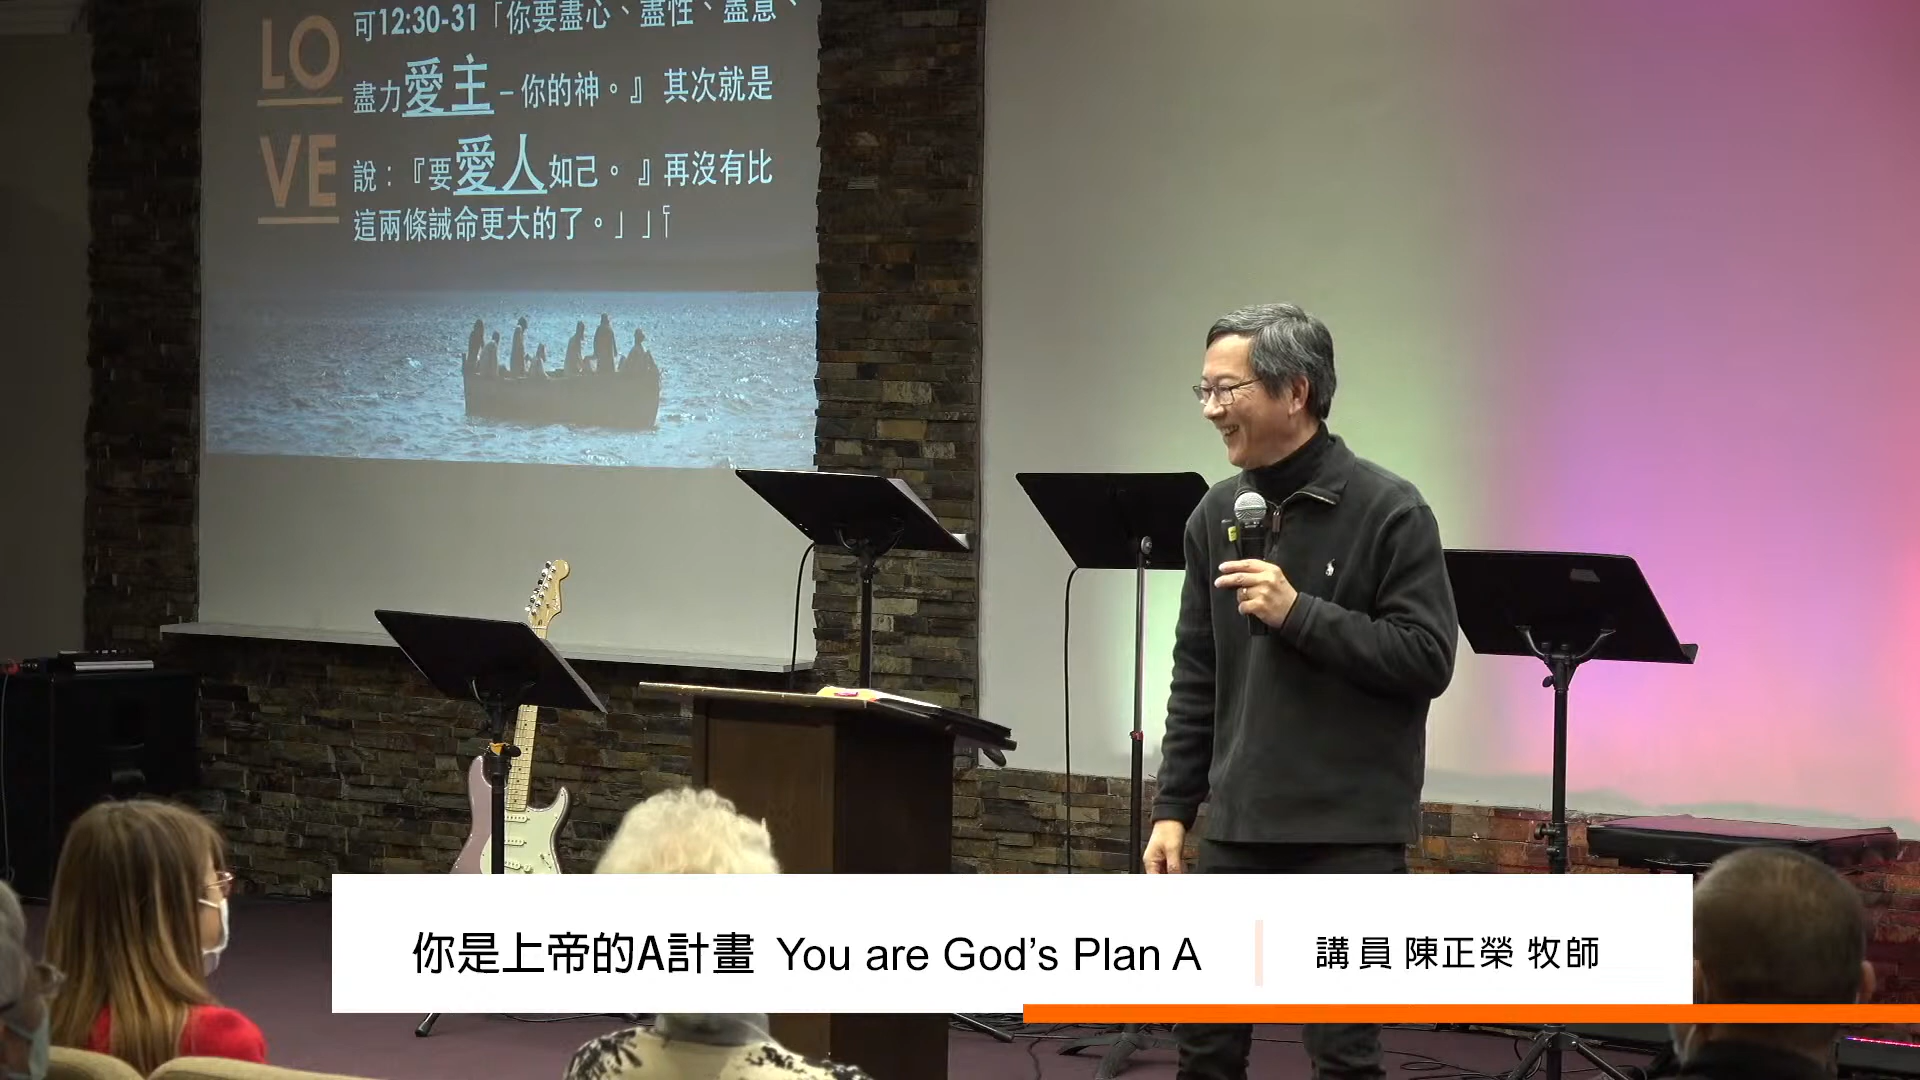 LO
VE
可12:30-31「你要盡心、盡性、盡意、
盡力愛主–你的神。』 其次就是
說：『要愛人如己。』再沒有比
這兩條誡命更大的了。」」
你是上帝的A計畫 You are God’s Plan A
講員 陳正榮 牧師